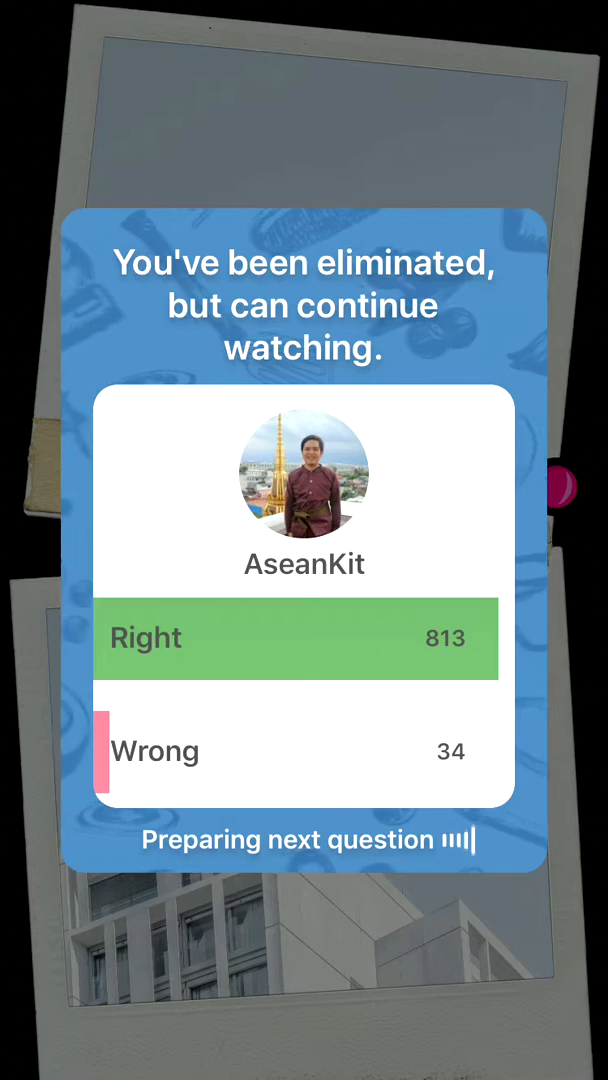 You've been eliminated,
but can continue
watching.
AseanKit
Right 813
Wrong 34
Preparing next question